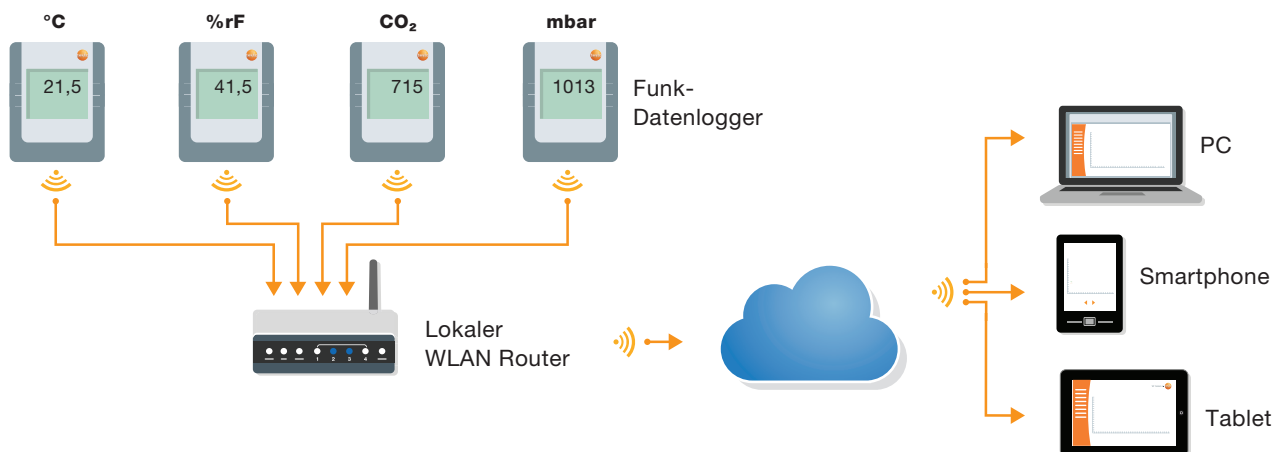 °C
%rF
CO₂
mbar
21,5
41,5
715
1013
Funk-
Datenlogger
PC
Smartphone
Lokaler
WLAN Router
1 2 3 4
Tablet